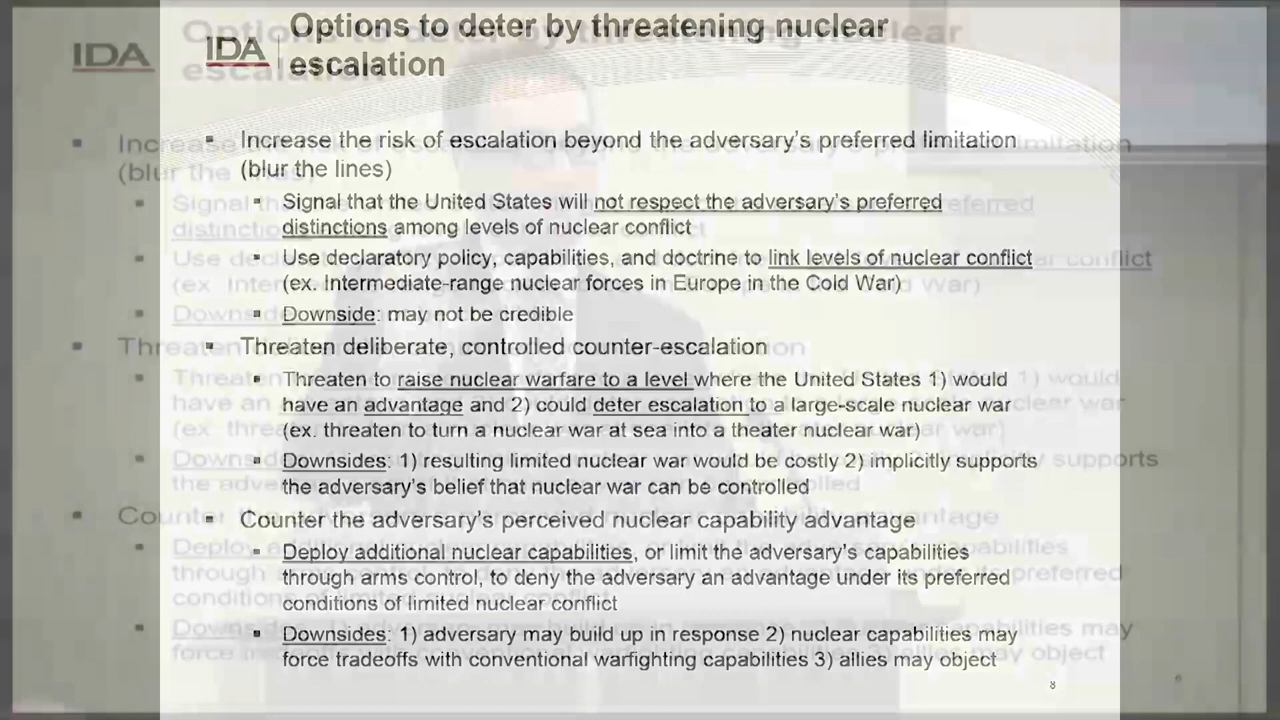 IDA
Options to deter by threatening nuclear
escalation
▪ Increase the risk of escalation beyond the adversary's preferred limitation
(blur the lines)
▪ Signal that the United States will not respect the adversary's preferred
distinctions among levels of nuclear conflict
▪ Use declaratory policy, capabilities, and doctrine to link levels of nuclear conflict
(ex. Intermediate-range nuclear forces in Europe in the Cold War)
▪ Downside: may not be credible
▪ Threaten deliberate, controlled counter-escalation
▪ Threaten to raise nuclear warfare to a level where the United States 1) would
have an advantage and 2) could deter escalation to a large-scale nuclear war
(ex. threaten to turn a nuclear war at sea into a theater nuclear war)
▪ Downsides: 1) resulting limited nuclear war would be costly 2) implicitly supports
the adversary's belief that nuclear war can be controlled
▪ Counter the adversary's perceived nuclear capability advantage
▪ Deploy additional nuclear capabilities, or limit the adversary's capabilities
through arms control, to deny the adversary an advantage under its preferred
conditions of limited nuclear conflict
▪ Downsides: 1) adversary may build up in response 2) nuclear capabilities may
force tradeoffs with conventional warfighting capabilities 3) allies may object
8